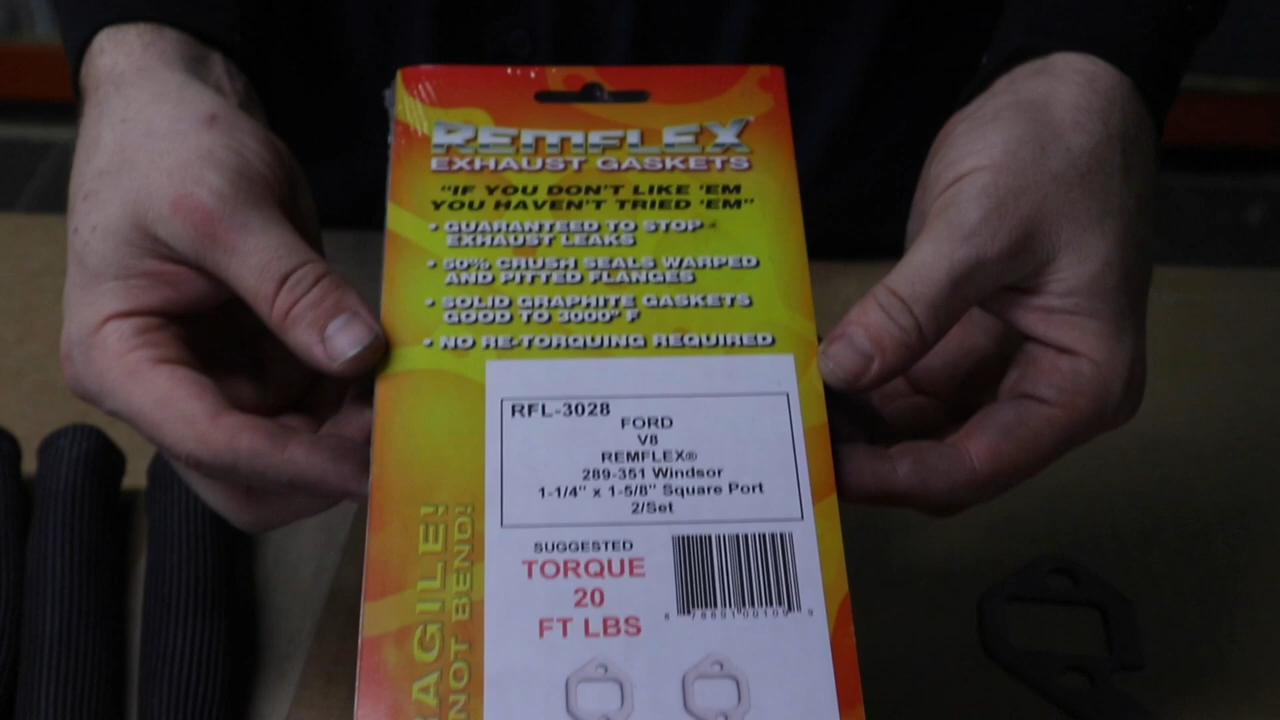 REMFLEX
EXHAUST GASKETS
"IF YOU DON'T LIKE 'EM
YOU HAVEN'T TRIED 'EM"
• GUARANTEED TO STOP
EXHAUST LEAKS
• 50% CRUSH SEALS WARPED
AND PITTED FLANGES
• SOLID GRAPHITE GASKETS
GOOD TO 3000° F
• NO RE-TORQUING REQUIRED
RFL-3028
FORD
V8
REMFLEX®
289-351 Windsor
1-1/4" x 1-5/8" Square Port
2/Set
SUGGESTED
TORQUE
20
FT LBS
AGILE!
NOT BEND!